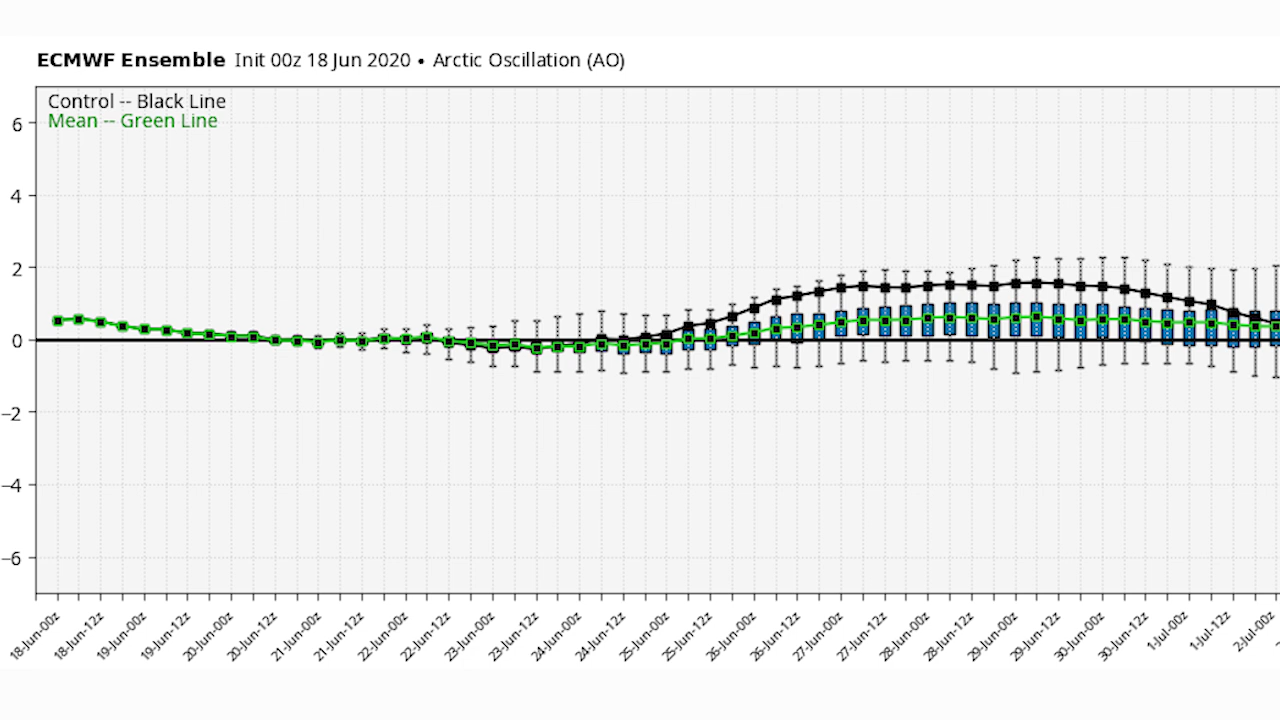 ECMWF Ensemble Init 00z 18 Jun 2020 • Arctic Oscillation (AO)
Control -- Black Line
Mean -- Green Line
6
4
2
0
−2
−4
−6
18-Jun-00z 18-Jun-12z 19-Jun-00z 19-Jun-12z 20-Jun-00z 20-Jun-12z 21-Jun-00z 21-Jun-12z 22-Jun-00z 22-Jun-12z 23-Jun-00z 23-Jun-12z 24-Jun-00z 24-Jun-12z 25-Jun-00z 25-Jun-12z 26-Jun-00z 26-Jun-12z 27-Jun-00z 27-Jun-12z 28-Jun-00z 28-Jun-12z 29-Jun-00z 29-Jun-12z 30-Jun-00z 30-Jun-12z 1-Jul-00z 1-Jul-12z 2-Jul-00z